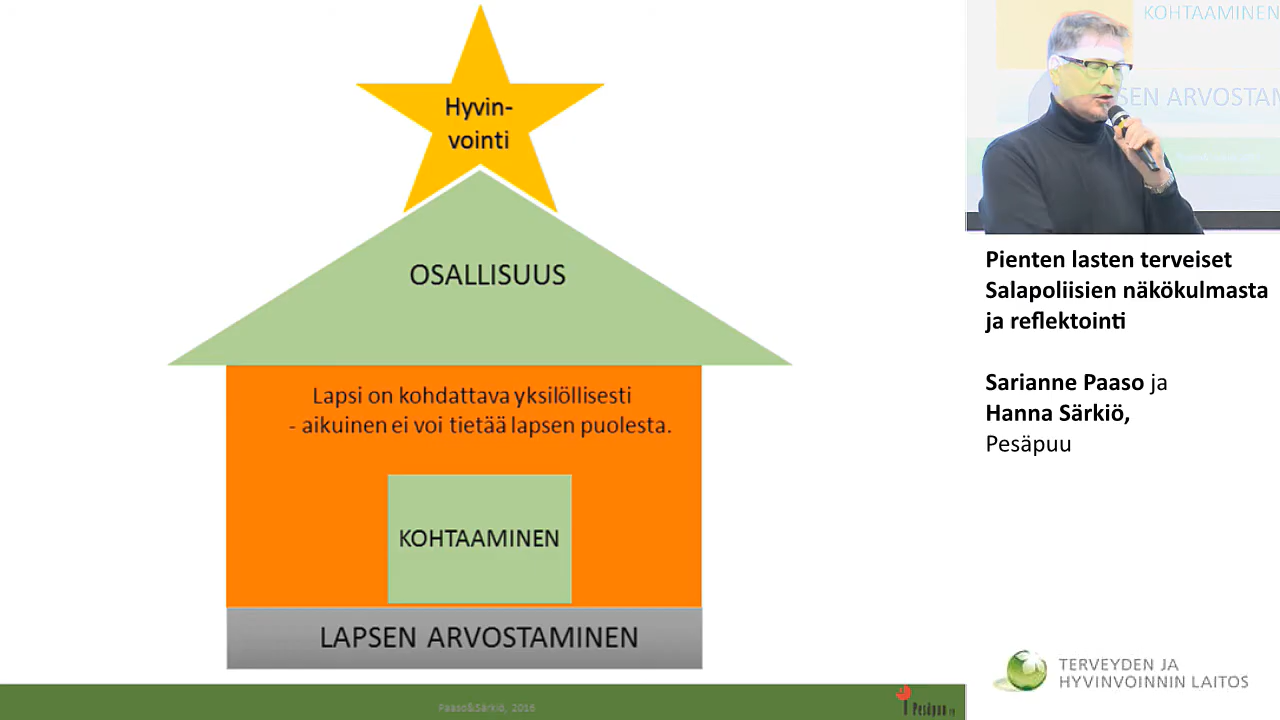 Hyvin-
vointi
OSALLISUUS
Lapsi on kohdattava yksilöllisesti
- aikuinen ei voi tietää lapsen puolesta.
KOHTAAMINEN
LAPSEN ARVOSTAMINEN
Paaso&Särkiö, 2016
Pesäpuu ry
KOHTAAMINEN
SEN ARVOSTAM
Pienten lasten terveiset
Salapoliisien näkökulmasta
ja reflektointi
Sarianne Paaso ja
Hanna Särkiö,
Pesäpuu
TERVEYDEN JA
HYVINVOINNIN LAITOS